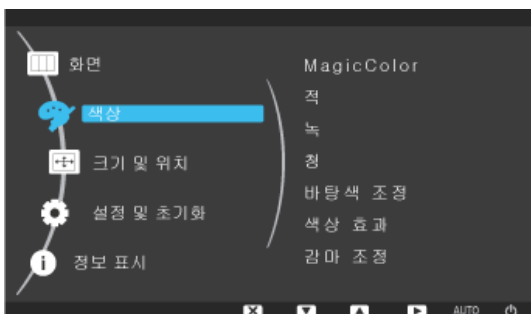 화면
색상
크기 및 위치
설정 및 초기화
정보 표시
MagicColor
적
녹
청
바탕색 조정
색상 효과
감마 조정
AUTO